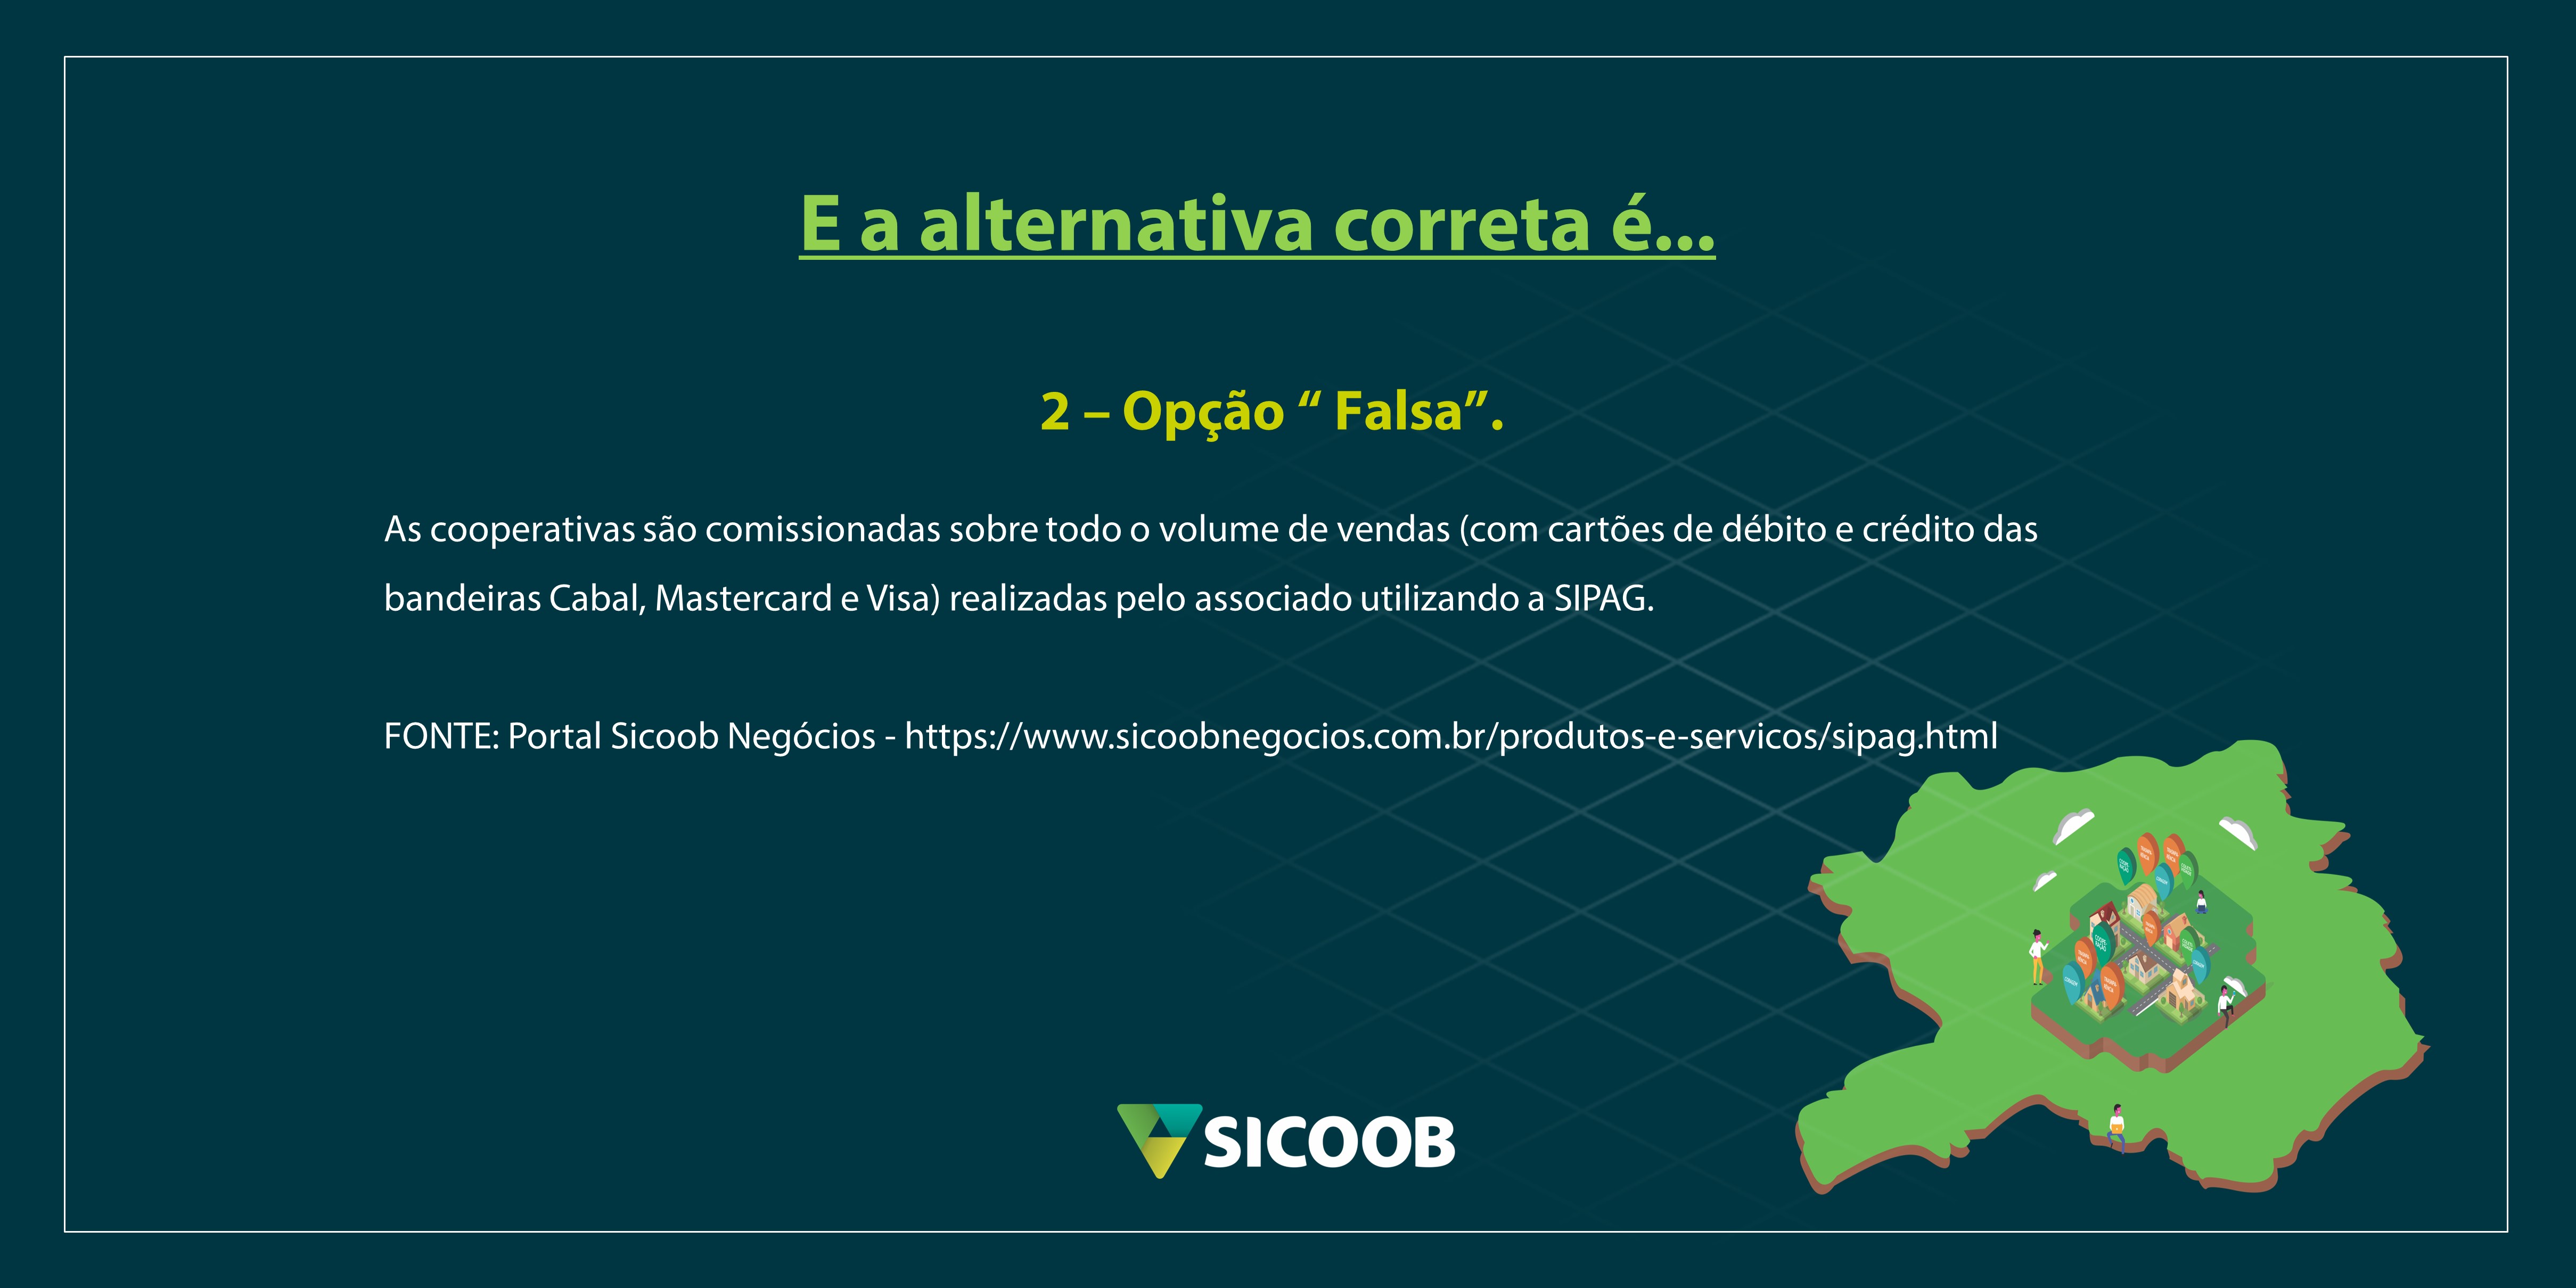 E a alternativa correta é...
2 – Opção “ Falsa”.
As cooperativas são comissionadas sobre todo o volume de vendas (com cartões de débito e crédito das
bandeiras Cabal, Mastercard e Visa) realizadas pelo associado utilizando a SIPAG.
FONTE: Portal Sicoob Negócios - https://www.sicoobnegocios.com.br/produtos-e-servicos/sipag.html
SICOOB